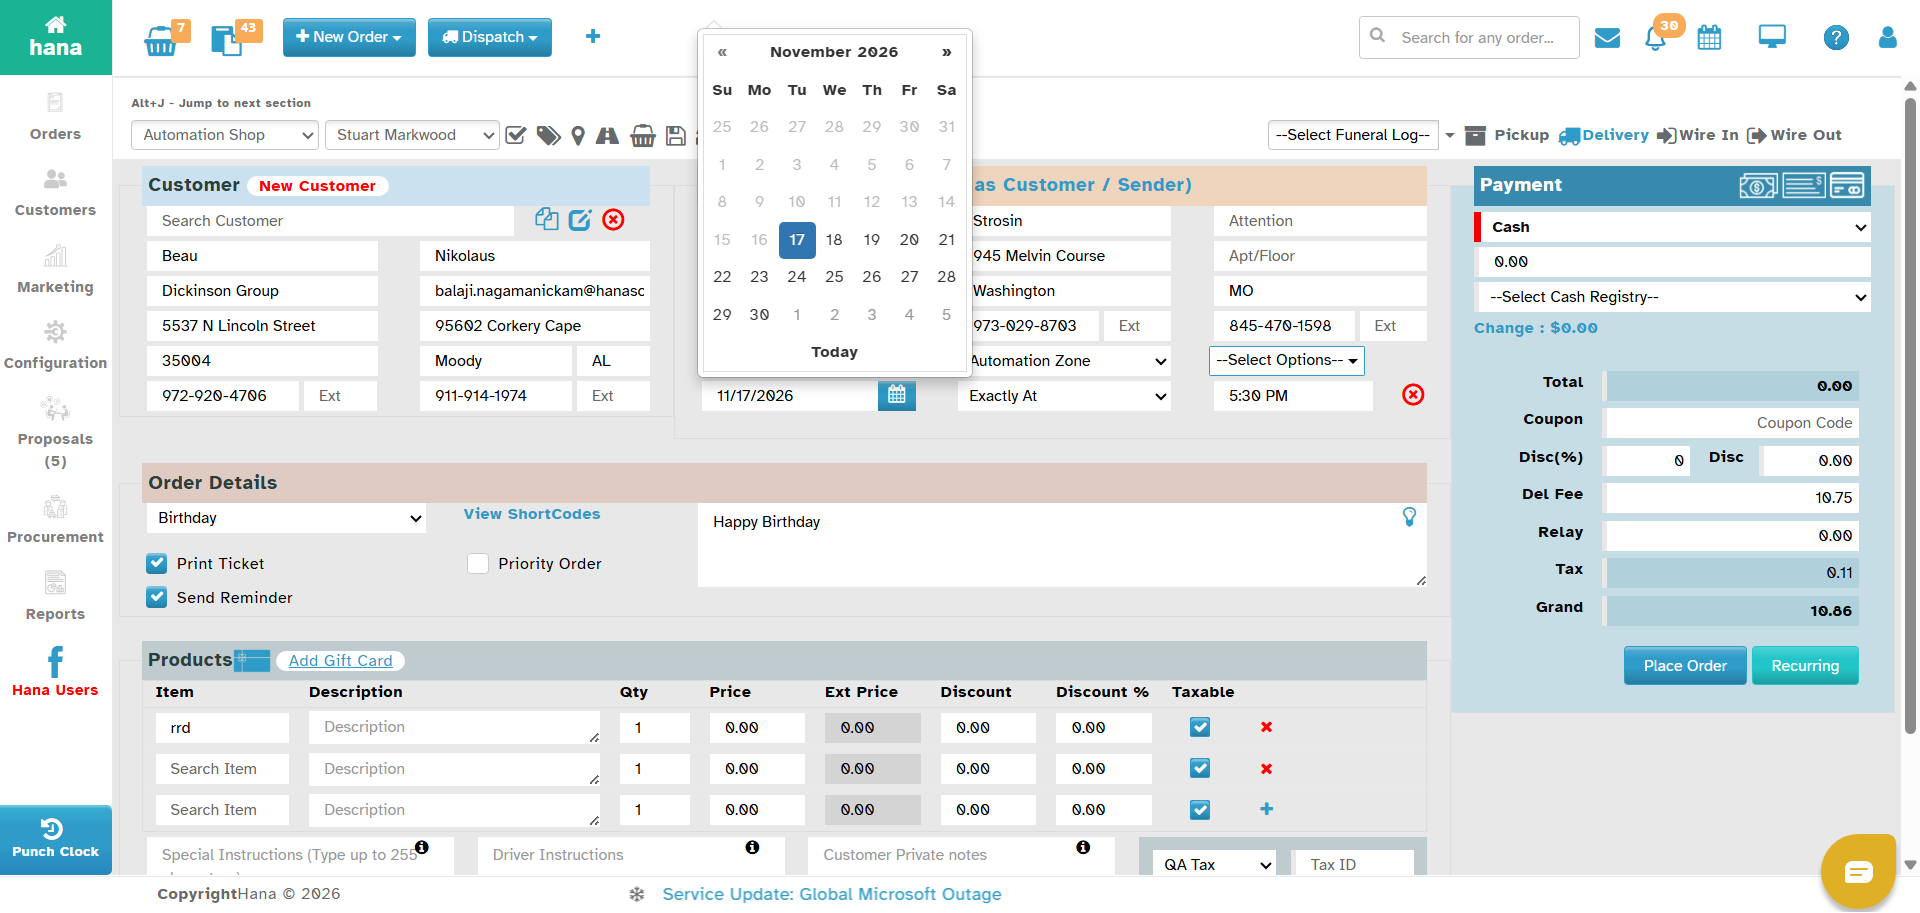 hana
7
43
New Order
Dispatch
Search for any order...
30
Orders
Customers
Marketing
Configuration
Proposals
(5)
Procurement
Reports
Hana Users
Punch Clock
Alt+J - Jump to next section
Automation Shop
Stuart Markwood
--Select Funeral Log--
Pickup
Delivery
Wire In
Wire Out
Customer
New Customer
Search Customer
Beau
Nikolaus
Dickinson Group
balaji.nagamanickam@hanasc
5537 N Lincoln Street
95602 Corkery Cape
35004
Moody
AL
972-920-4706
Ext
911-914-1974
Ext
« November 2026 »
Su Mo Tu We Th Fr Sa
25 26 27 28 29 30 31
1 2 3 4 5 6 7
8 9 10 11 12 13 14
15 16 17 18 19 20 21
22 23 24 25 26 27 28
29 30 1 2 3 4 5
Today
as Customer / Sender)
Strosin
Attention
945 Melvin Course
Apt/Floor
Washington
MO
973-029-8703
Ext
845-470-1598
Ext
Automation Zone
--Select Options--
11/17/2026
Exactly At
5:30 PM
Payment
Cash
0.00
--Select Cash Registry--
Change : $0.00
Total 0.00
Coupon Coupon Code
Disc(%) 0 Disc 0.00
Del Fee 10.75
Relay 0.00
Tax 0.11
Grand 10.86
Place Order
Recurring
Order Details
Birthday
View ShortCodes
Happy Birthday
Print Ticket
Priority Order
Send Reminder
Products
Add Gift Card
Item Description Qty Price Ext Price Discount Discount % Taxable
rrd Description 1 0.00 0.00 0.00 0.00
Search Item Description 1 0.00 0.00 0.00 0.00
Search Item Description 1 0.00 0.00 0.00 0.00
Special Instructions (Type up to 255
Driver Instructions
Customer Private notes
QA Tax
Tax ID
CopyrightHana © 2026
Service Update: Global Microsoft Outage